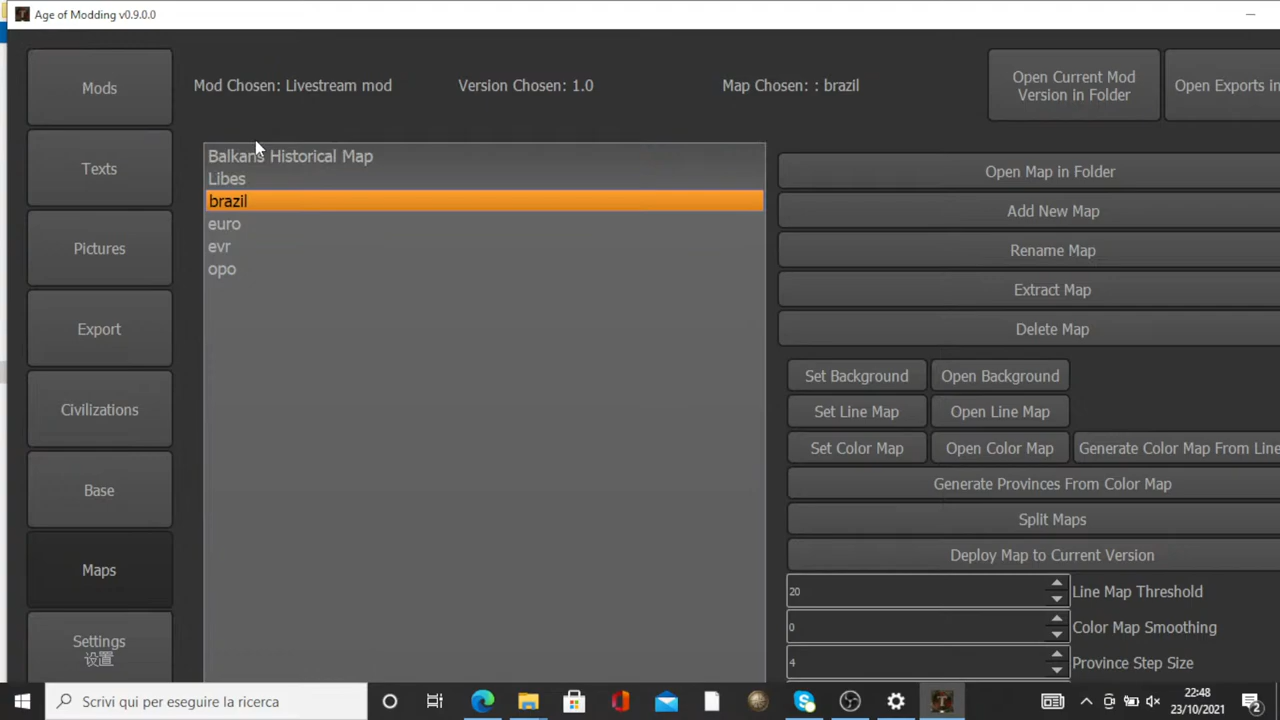 Age of Modding v0.9.0.0
Mods
Mod Chosen: Livestream mod
Version Chosen: 1.0
Map Chosen: : brazil
Open Current Mod
Version in Folder
Open Exports in
Texts
Pictures
Export
Civilizations
Base
Maps
Settings
设置
Balkans Historical Map
Libes
brazil
euro
evr
opo
Open Map in Folder
Add New Map
Rename Map
Extract Map
Delete Map
Set Background
Open Background
Set Line Map
Open Line Map
Set Color Map
Open Color Map
Generate Color Map From Line
Generate Provinces From Color Map
Split Maps
Deploy Map to Current Version
20
Line Map Threshold
0
Color Map Smoothing
4
Province Step Size
Scrivi qui per eseguire la ricerca
22:48
23/10/2021
2